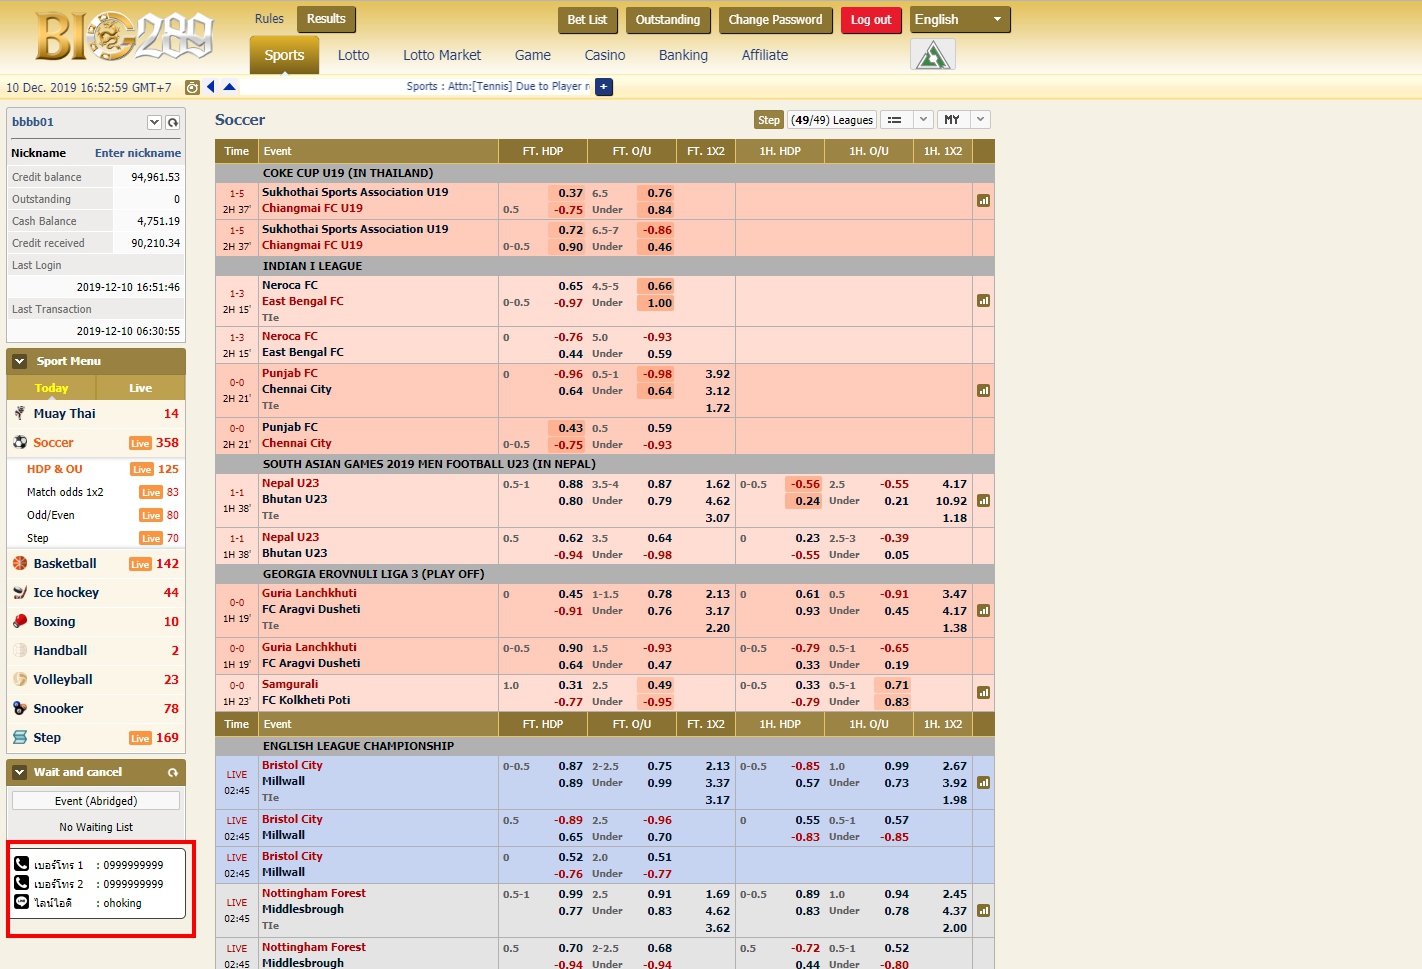 BIG289
Rules Results Bet List Outstanding Change Password Log out English
Sports Lotto Lotto Market Game Casino Banking Affiliate
10 Dec. 2019 16:52:59 GMT+7 Sports : Attn:[Tennis] Due to Player +
bbbb01
Nickname Enter nickname
Credit balance 94,961.53
Outstanding 0
Cash Balance 4,751.19
Credit received 90,210.34
Last Login
2019-12-10 16:51:46
Last Transaction
2019-12-10 06:30:55
Sport Menu
Today Live
Muay Thai 14
Soccer Live 358
HDP & OU Live 125
Match odds 1x2 Live 83
Odd/Even Live 80
Step Live 70
Basketball Live 142
Ice hockey 44
Boxing 10
Handball 2
Volleyball 23
Snooker 78
Step Live 169
Wait and cancel
Event (Abridged)
No Waiting List
เบอร์โทร 1 : 0999999999
เบอร์โทร 2 : 0999999999
ไลน์ไอดี : ohoking
Soccer Step (49/49) Leagues MY
Time Event FT. HDP FT. O/U FT. 1X2 1H. HDP 1H. O/U 1H. 1X2
COKE CUP U19 (IN THAILAND)
1-5 Sukhothai Sports Association U19 0.37 6.5 0.76
2H 37' Chiangmai FC U19 0.5 -0.75 Under 0.84
1-5 Sukhothai Sports Association U19 0.72 6.5-7 -0.86
2H 37' Chiangmai FC U19 0-0.5 0.90 Under 0.46
INDIAN I LEAGUE
1-3 Neroca FC 0.65 4.5-5 0.66
2H 15' East Bengal FC 0-0.5 -0.97 Under 1.00
TIe
1-3 Neroca FC 0 -0.76 5.0 -0.93
2H 15' East Bengal FC 0.44 Under 0.59
0-0 Punjab FC 0 -0.96 0.5-1 -0.98 3.92
2H 21' Chennai City 0.64 Under 0.64 3.12
TIe 1.72
0-0 Punjab FC 0.43 0.5 0.59
2H 21' Chennai City 0-0.5 -0.75 Under -0.93
SOUTH ASIAN GAMES 2019 MEN FOOTBALL U23 (IN NEPAL)
1-1 Nepal U23 0.5-1 0.88 3.5-4 0.87 1.62 0-0.5 -0.56 2.5 -0.55 4.17
1H 38' Bhutan U23 0.80 Under 0.79 4.62 0.24 Under 0.21 10.92
TIe 3.07 1.18
1-1 Nepal U23 0.5 0.62 3.5 0.64 0 0.23 2.5-3 -0.39
1H 38' Bhutan U23 -0.94 Under -0.98 -0.55 Under 0.05
GEORGIA EROVNULI LIGA 3 (PLAY OFF)
0-0 Guria Lanchkhuti 0 0.45 1-1.5 0.78 2.13 0 0.61 0.5 -0.91 3.47
1H 19' FC Aragvi Dusheti -0.91 Under 0.76 3.17 0.93 Under 0.45 4.17
TIe 2.20 1.38
0-0 Guria Lanchkhuti 0-0.5 0.90 1.5 -0.93 0-0.5 -0.79 0.5-1 -0.65
1H 19' FC Aragvi Dusheti 0.64 Under 0.47 0.33 Under 0.19
0-0 Samgurali 1.0 0.31 2.5 0.49 0-0.5 0.33 0.5-1 0.71
1H 23' FC Kolkheti Poti -0.77 Under -0.95 -0.79 Under 0.83
Time Event FT. HDP FT. O/U FT. 1X2 1H. HDP 1H. O/U 1H. 1X2
ENGLISH LEAGUE CHAMPIONSHIP
LIVE Bristol City 0-0.5 0.87 2-2.5 0.75 2.13 0-0.5 -0.85 1.0 0.99 2.67
02:45 Millwall 0.89 Under 0.99 3.37 0.57 Under 0.73 3.92
TIe 3.17 1.98
LIVE Bristol City 0.5 -0.89 2.5 -0.96 0 0.55 0.5-1 0.57
02:45 Millwall 0.65 Under 0.70 -0.83 Under -0.85
LIVE Bristol City 0 0.52 2.0 0.51
02:45 Millwall -0.76 Under -0.77
LIVE Nottingham Forest 0.5-1 0.99 2.5 0.91 1.69 0-0.5 0.89 1.0 0.94 2.45
02:45 Middlesbrough 0.77 Under 0.83 4.62 0.83 Under 0.78 4.37
TIe 3.62 2.00
LIVE Nottingham Forest 0.5 0.70 2-2.5 0.68 0.5 -0.72 0.5-1 0.52
02:45 Middlesbrough -0.94 Under -0.94 0.44 Under -0.80